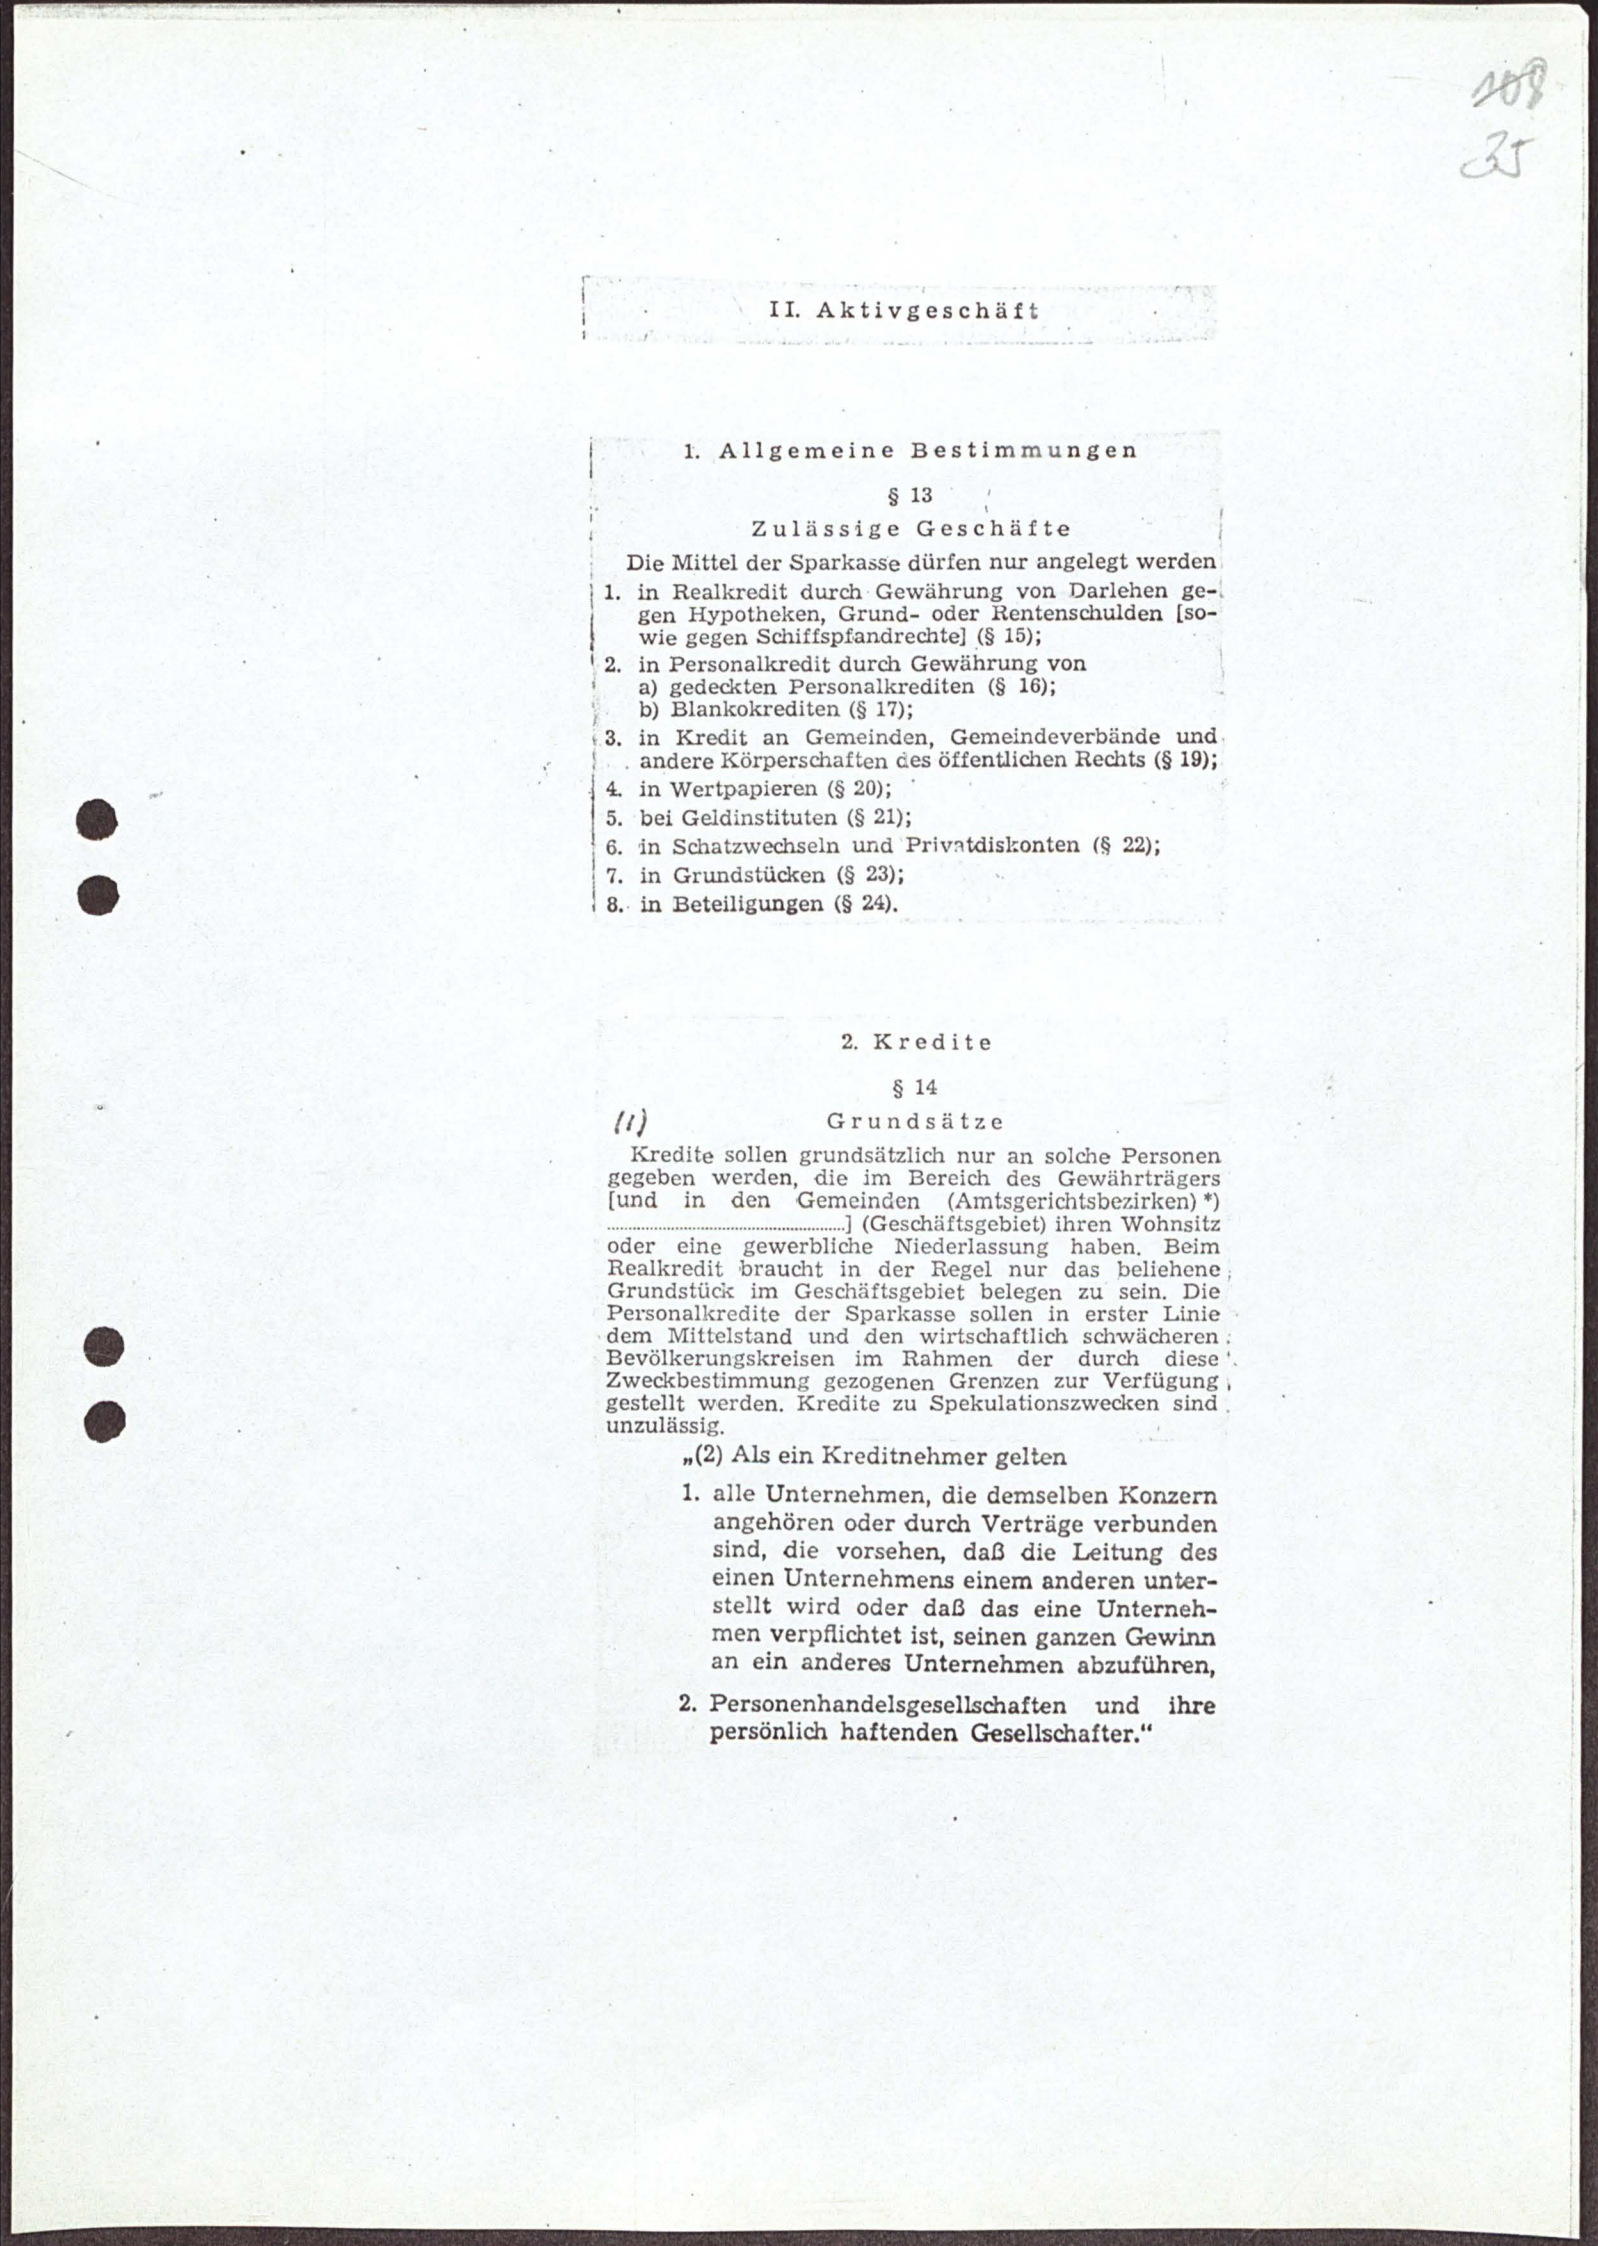 108
35
II. Aktivgeschäft
1. Allgemeine Bestimmungen
§ 13
Zulässige Geschäfte
Die Mittel der Sparkasse dürfen nur angelegt werden
1. in Realkredit durch Gewährung von Darlehen ge-
gen Hypotheken, Grund- oder Rentenschulden [so-
wie gegen Schiffspfandrechte] (§ 15);
2. in Personalkredit durch Gewährung von
a) gedeckten Personalkrediten (§ 16);
b) Blankokrediten (§ 17);
3. in Kredit an Gemeinden, Gemeindeverbände und
andere Körperschaften des öffentlichen Rechts (§ 19);
4. in Wertpapieren (§ 20);
5. bei Geldinstituten (§ 21);
6. in Schatzwechseln und Privatdiskonten (§ 22);
7. in Grundstücken (§ 23);
8. in Beteiligungen (§ 24).
2. Kredite
§ 14
(1) Grundsätze
Kredite sollen grundsätzlich nur an solche Personen
gegeben werden, die im Bereich des Gewährträgers
[und in den Gemeinden (Amtsgerichtsbezirken) *)
....................................................] (Geschäftsgebiet) ihren Wohnsitz
oder eine gewerbliche Niederlassung haben. Beim
Realkredit braucht in der Regel nur das beliehene
Grundstück im Geschäftsgebiet belegen zu sein. Die
Personalkredite der Sparkasse sollen in erster Linie
dem Mittelstand und den wirtschaftlich schwächeren
Bevölkerungskreisen im Rahmen der durch diese
Zweckbestimmung gezogenen Grenzen zur Verfügung
gestellt werden. Kredite zu Spekulationszwecken sind
unzulässig.
„(2) Als ein Kreditnehmer gelten
1. alle Unternehmen, die demselben Konzern
angehören oder durch Verträge verbunden
sind, die vorsehen, daß die Leitung des
einen Unternehmens einem anderen unter-
stellt wird oder daß das eine Unterneh-
men verpflichtet ist, seinen ganzen Gewinn
an ein anderes Unternehmen abzuführen,
2. Personenhandelsgesellschaften und ihre
persönlich haftenden Gesellschafter.“